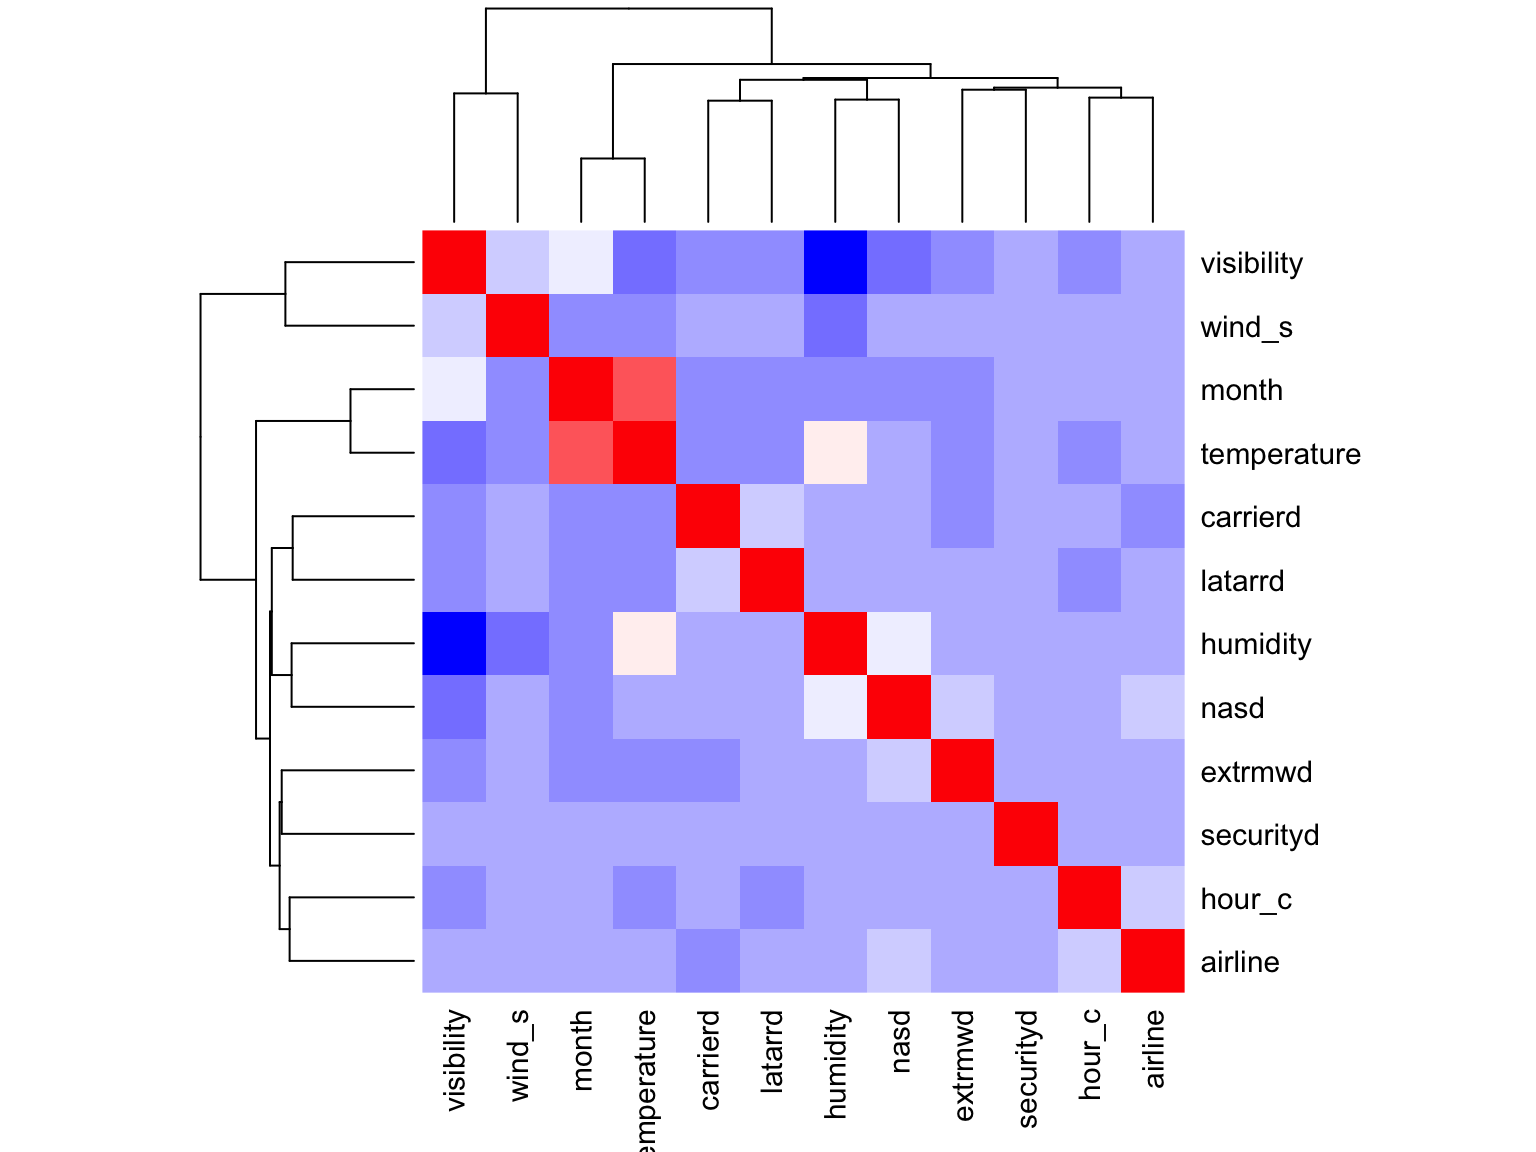 visibility
wind_s
month
temperature
carrierd
latarrd
humidity
nasd
extrmwd
securityd
hour_c
airline
visibility
wind_s
month
emperature
carrierd
latarrd
humidity
nasd
extrmwd
securityd
hour_c
airline